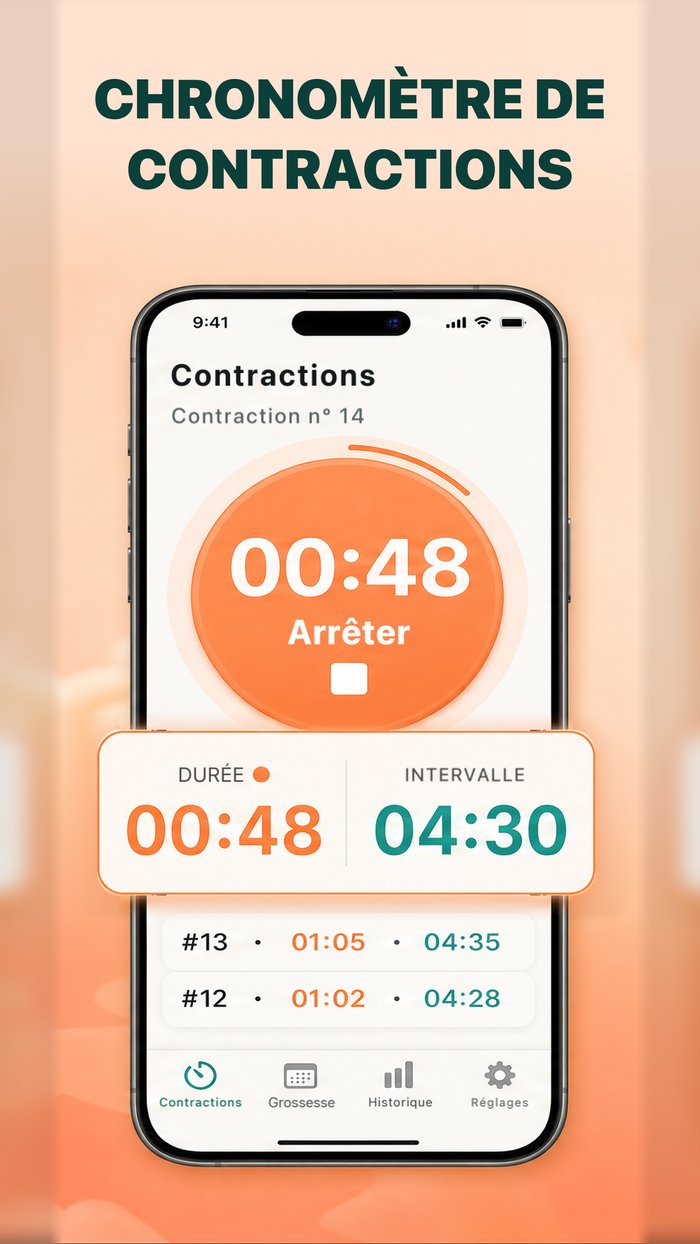 CHRONOMÈTRE DE
CONTRACTIONS
9:41
Contractions
Contraction n° 14
00:48
Arrêter
DURÉE INTERVALLE
00:48 04:30
#13 · 01:05 · 04:35
#12 · 01:02 · 04:28
Contractions Grossesse Historique Réglages